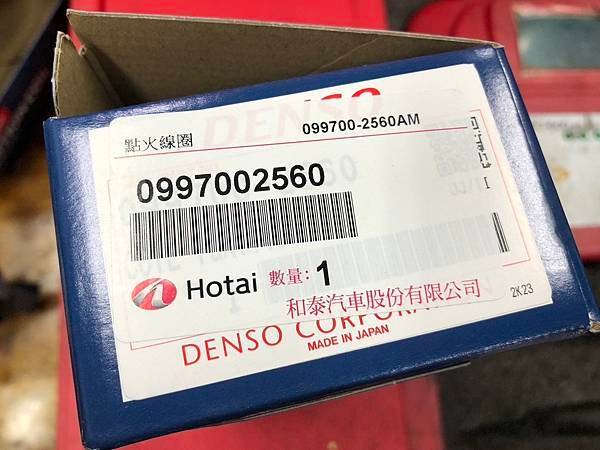 DENSO
點火線圈
099700-2560AM
0997002560
Hotai 數量: 1
和泰汽車股份有限公司
DENSO CORPORATION
MADE IN JAPAN
2K23